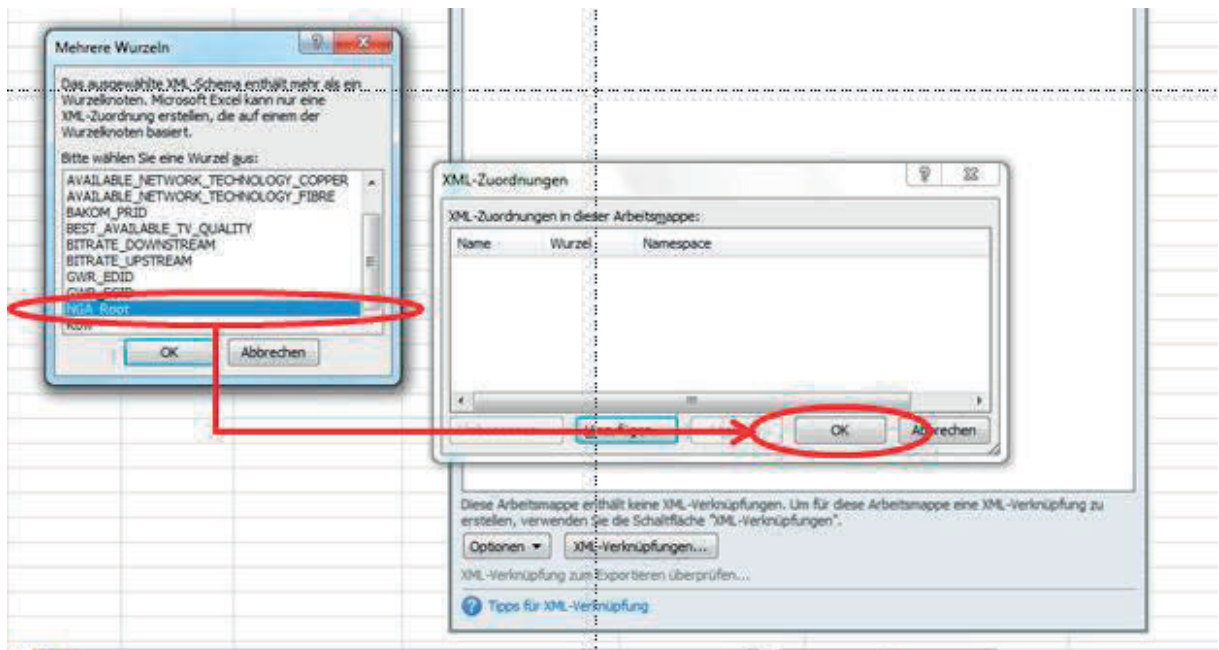 Mehrere Wurzeln
Das ausgewählte XML-Schema enthält mehr als ein
Wurzelknoten. Microsoft Excel kann nur eine
XML-Zuordnung erstellen, die auf einem der
Wurzelknoten basiert.
Bitte wählen Sie eine Wurzel aus:
AVAILABLE_NETWORK_TECHNOLOGY_COPPER
AVAILABLE_NETWORK_TECHNOLOGY_FIBRE
BAKOM_PRID
BEST_AVAILABLE_TV_QUALITY
BITRATE_DOWNSTREAM
BITRATE_UPSTREAM
GWR_EDID
GWR_EGID
NGA_Root
OK Abbrechen
XML-Zuordnungen
XML-Zuordnungen in dieser Arbeitsmappe:
Name Wurzel Namespace
OK Abbrechen
Diese Arbeitsmappe enthält keine XML-Verknüpfungen. Um für diese Arbeitsmappe eine XML-Verknüpfung zu
erstellen, verwenden Sie die Schaltfläche "XML-Verknüpfungen".
Optionen XML-Verknüpfungen...
XML-Verknüpfung zum Exportieren überprüfen...
Tipps für XML-Verknüpfung